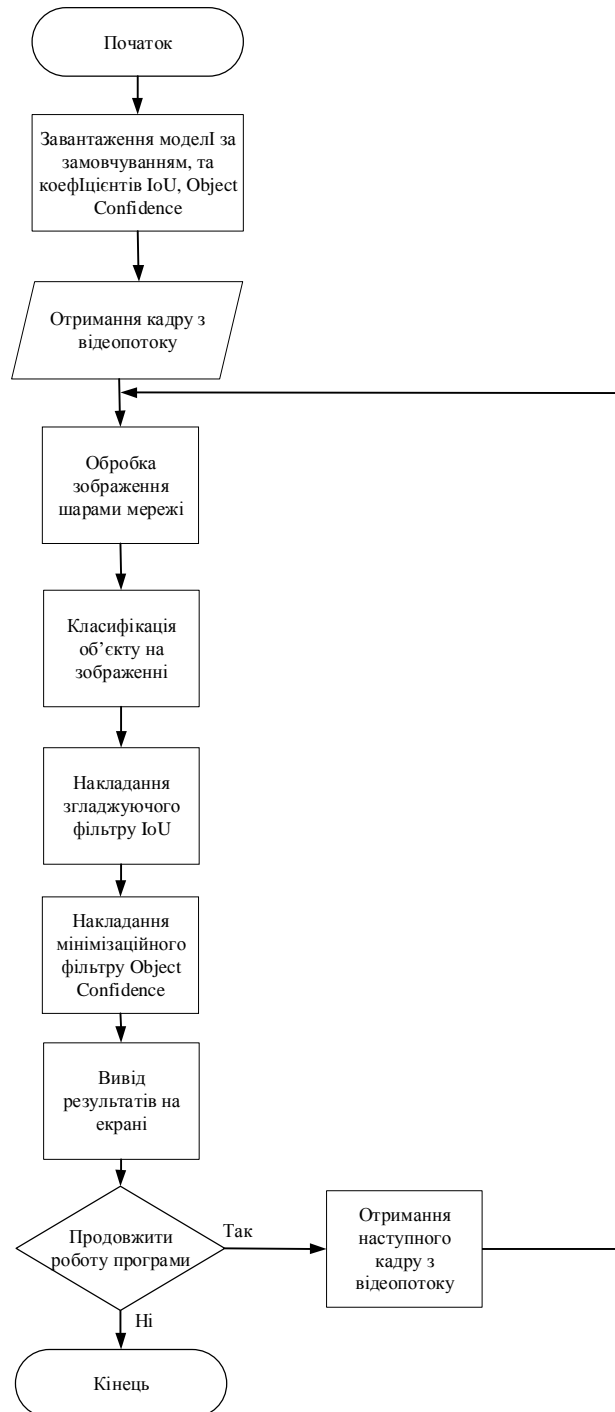 Початок
Завантаження моделІ за
замовчуванням, та
коефІцієнтів IoU, Object
Confidence
Отримання кадру з
відеопотоку
Обробка
зображення
шарами мережі
Класифікація
об’єкту на
зображенні
Накладання
згладжуючого
фільтру IoU
Накладання
мінімізаційного
фільтру Object
Confidence
Вивід
результатів на
екрані
Продовжити
роботу програми
Так
Отримання
наступного
кадру з
відеопотоку
Ні
Кінець